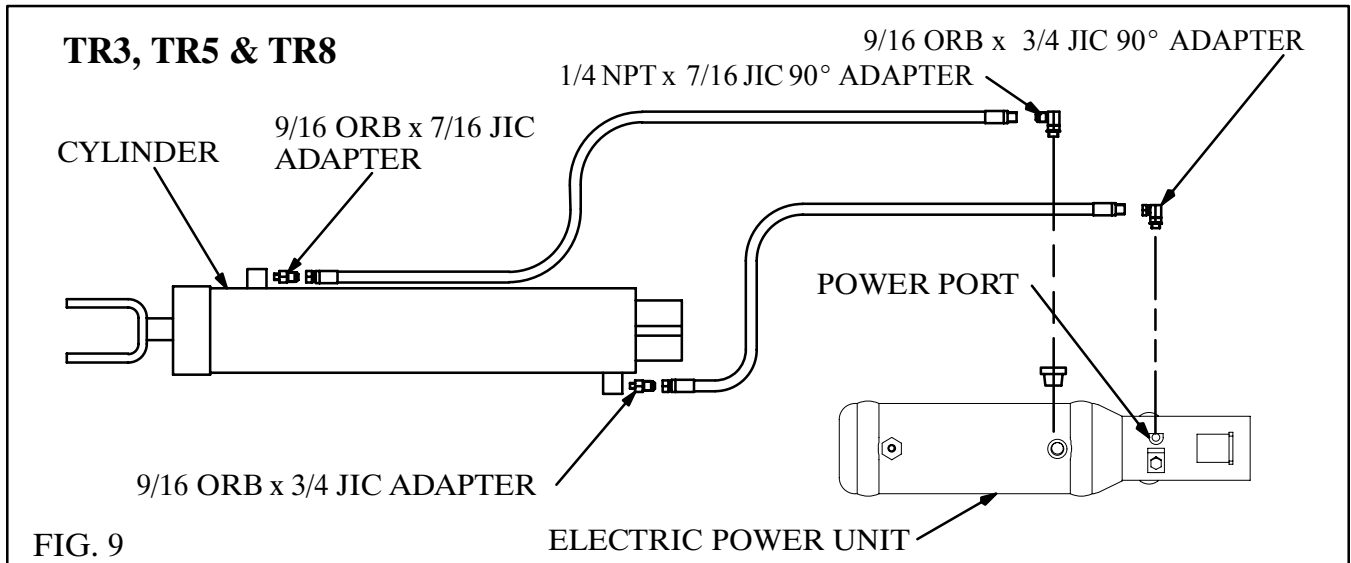 TR3, TR5 & TR8
9/16 ORB x 3/4 JIC 90° ADAPTER
1/4 NPT x 7/16 JIC 90° ADAPTER
9/16 ORB x 7/16 JIC
ADAPTER
CYLINDER
POWER PORT
9/16 ORB x 3/4 JIC ADAPTER
ELECTRIC POWER UNIT
FIG. 9